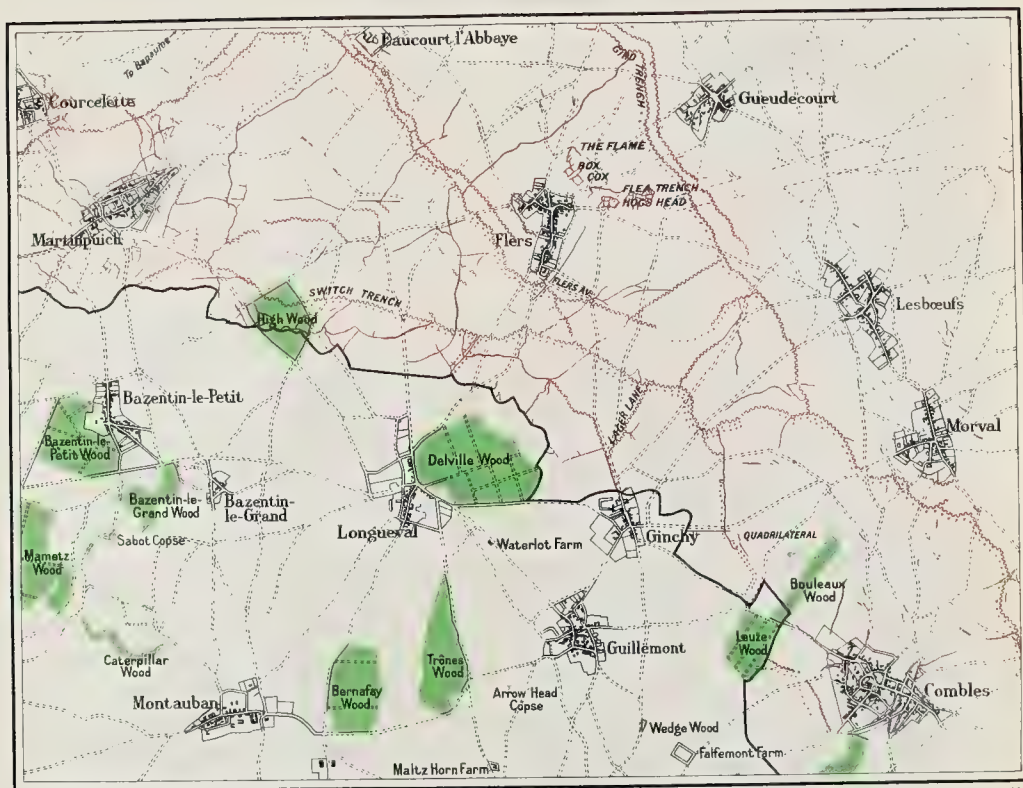 Eaucourt l'Abbaye
To Bapaume
GIRD TRENCH
Courcelette
Gueudecourt
THE FLAME
BOX
COX
FLEA TRENCH
HOGS HEAD
Martinpuich
Flers
FLERS AV.
SWITCH TRENCH
High Wood
Lesbœufs
Bazentin-le-Petit
LAGER LANE
Morval
Bazentin-le-
Petit Wood
Delville Wood
Bazentin-le-
Grand Wood
Bazentin-
le-Grand
Longueval
Sabot Copse
Waterlot Farm
Ginchy
QUADRILATERAL
Mametz
Wood
Bouleaux
Wood
Leuze
Wood
Guillemont
Caterpillar
Wood
Trônes
Wood
Bernafay
Wood
Montauban
Arrow Head
Copse
Combles
Wedge Wood
Falfemont Farm
Maltz Horn Farm